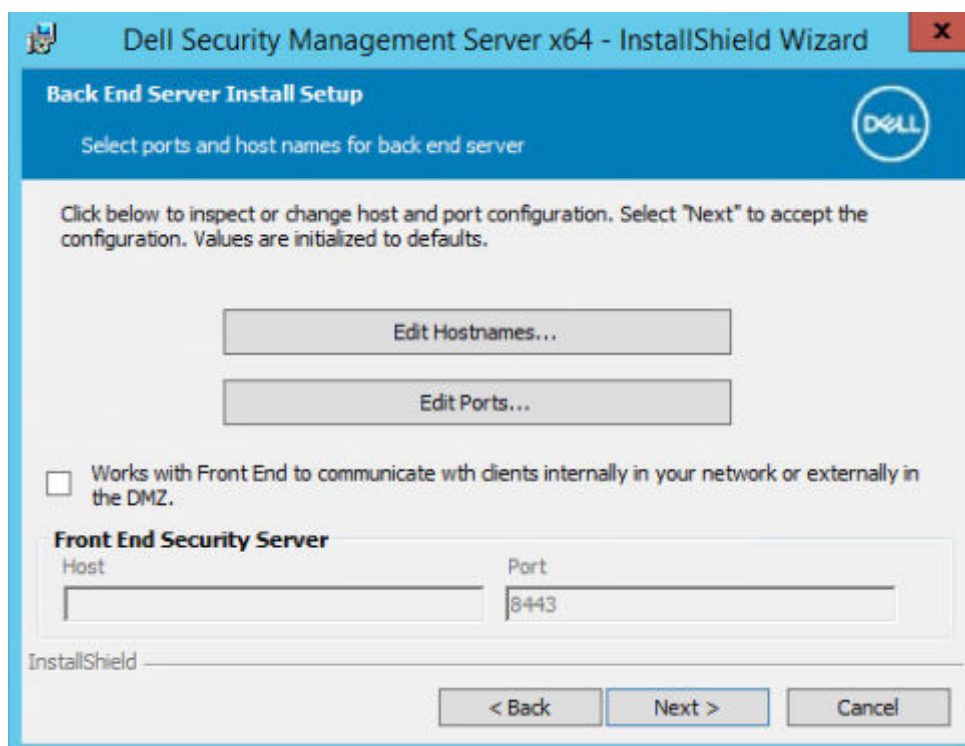 Dell Security Management Server x64 - InstallShield Wizard
x
Back End Server Install Setup
Select ports and host names for back end server
DELL
Click below to inspect or change host and port configuration. Select "Next" to accept the
configuration. Values are initialized to defaults.
Edit Hostnames...
Edit Ports...
Works with Front End to communicate wth clients internally in your network or externally in
the DMZ.
Front End Security Server
Host
Port
8443
InstallShield
< Back
Next >
Cancel